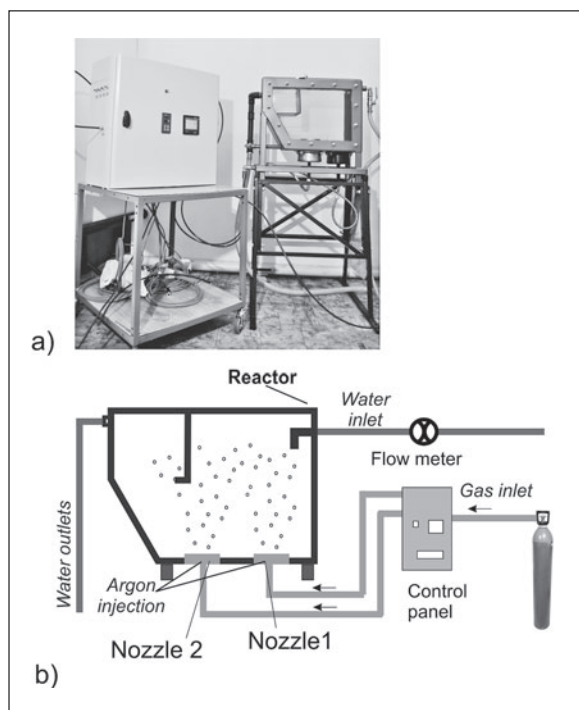 a)
Reactor
Water
inlet
Flow meter
Gas inlet
Water outlets
Argon
injection
Control
panel
Nozzle1
Nozzle 2
b)